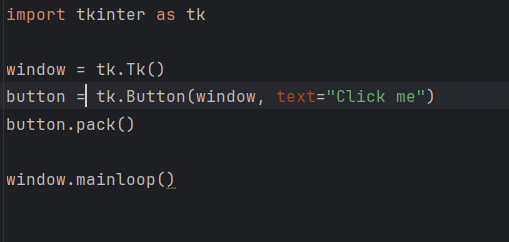 import tkinter as tk
window = tk.Tk()
button = tk.Button(window, text="Click me")
button.pack()
window.mainloop()